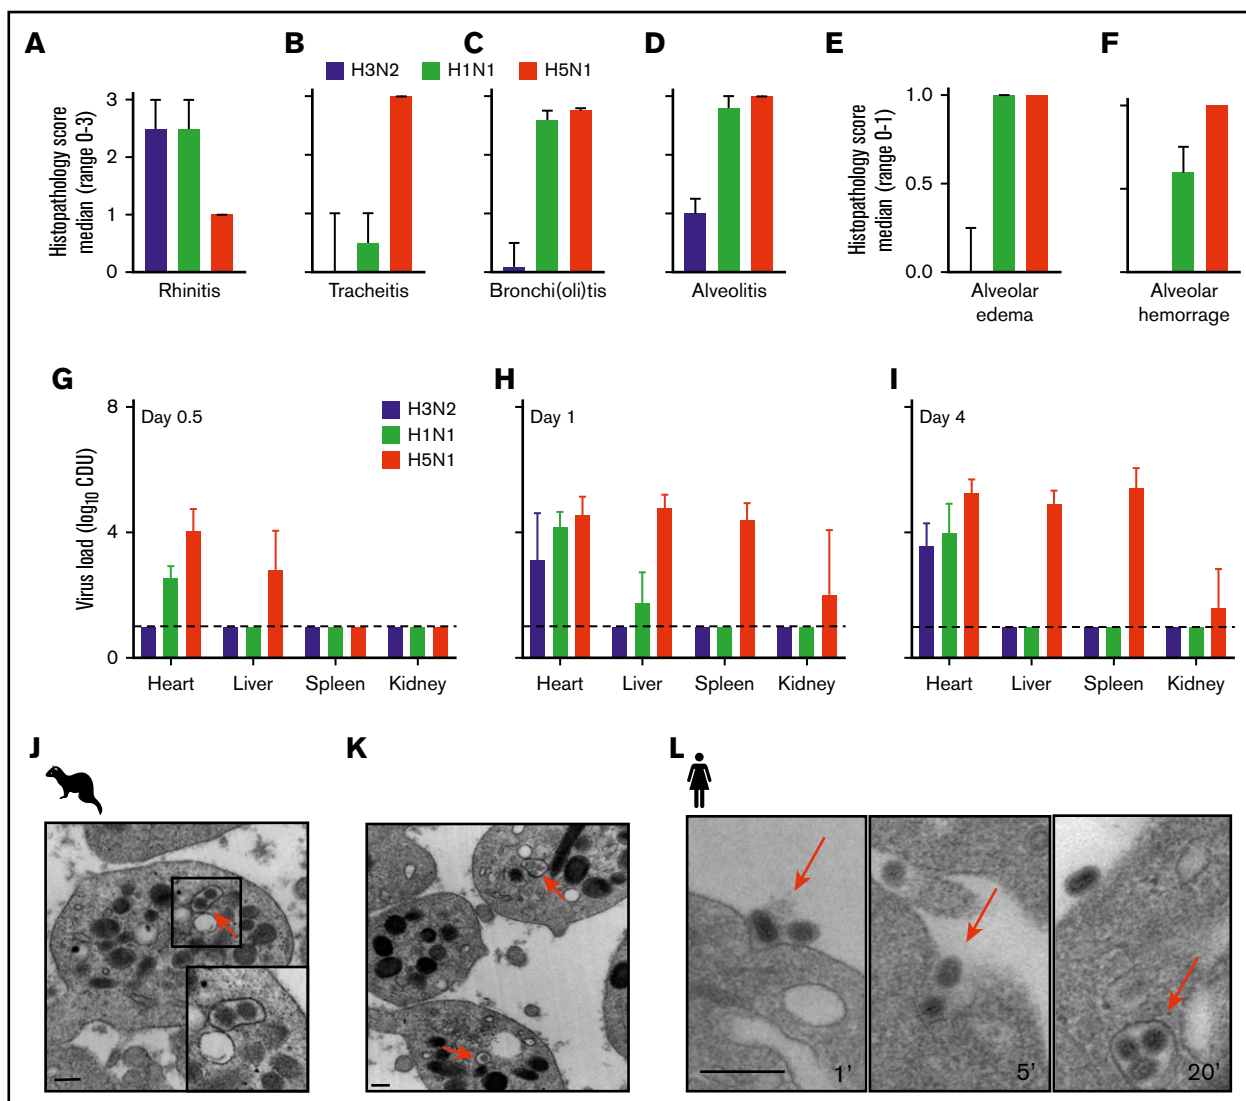 A
B
C
D
E
F
H3N2 H1N1 H5N1
Histopathology score
median (range 0-3)
3
2
1
0
Rhinitis
Tracheitis
Bronchi(oli)tis
Alveolitis
Histopathology score
median (range 0-1)
1.0
0.5
0.0
Alveolar
edema
Alveolar
hemorrage
G
H
I
Virus load (log10 CDU)
8
4
0
Day 0.5
H3N2
H1N1
H5N1
Day 1
Day 4
Heart Liver Spleen Kidney
Heart Liver Spleen Kidney
Heart Liver Spleen Kidney
J
K
L
1'
5'
20'